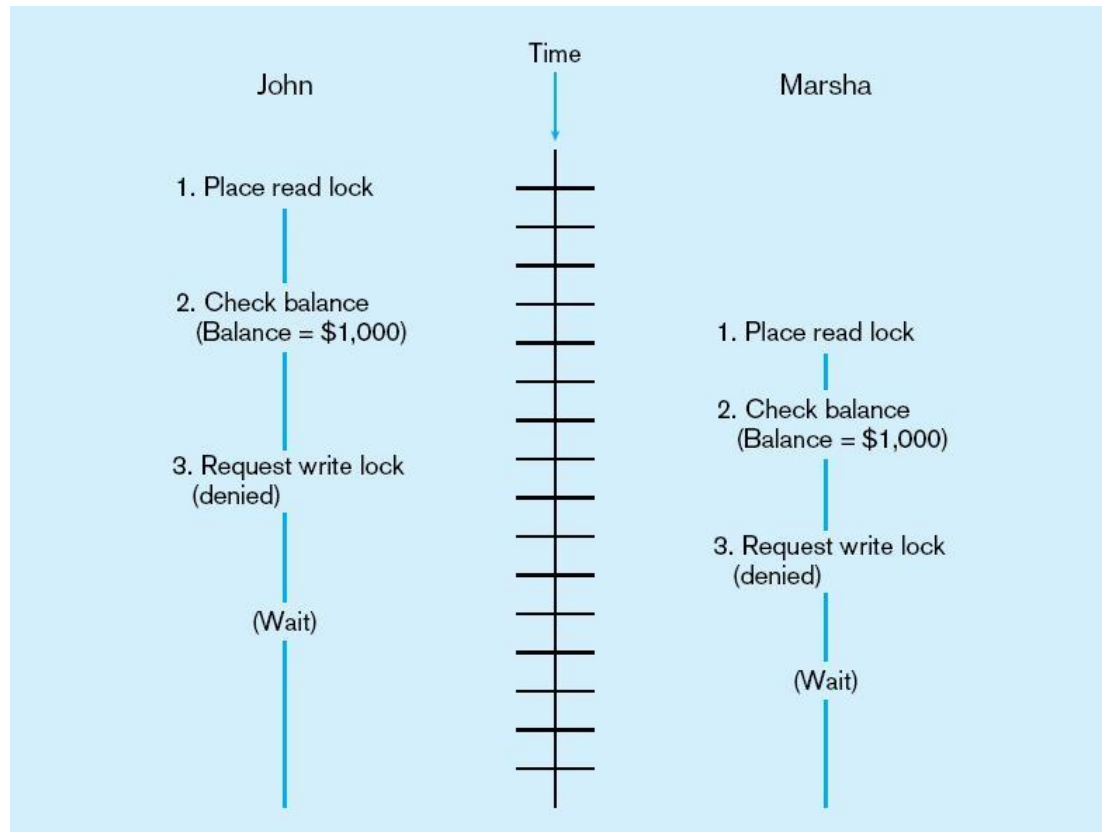 Time
John
Marsha
1. Place read lock
2. Check balance
(Balance = $1,000)
1. Place read lock
2. Check balance
(Balance = $1,000)
3. Request write lock
(denied)
3. Request write lock
(denied)
(Wait)
(Wait)